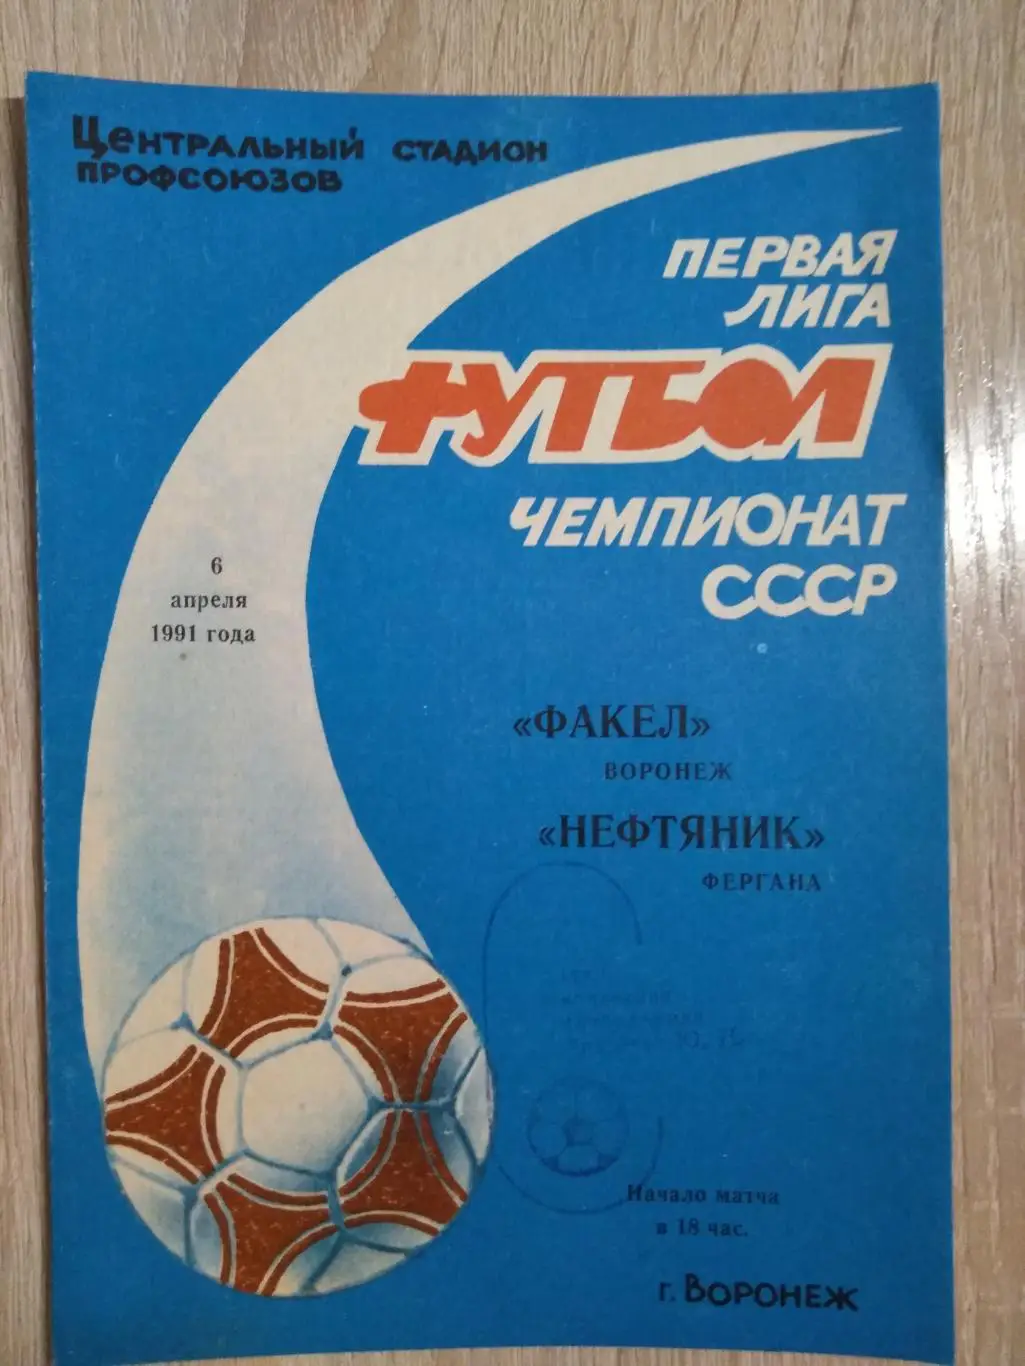 Центральный стадион
профсоюзов
ПЕРВАЯ
ЛИГА
ФУТБОЛ
ЧЕМПИОНАТ
СССР
6
апреля
1991 года
«ФАКЕЛ»
ВОРОНЕЖ
«НЕФТЯНИК»
ФЕРГАНА
Начало матча
в 18 час.
г. Воронеж